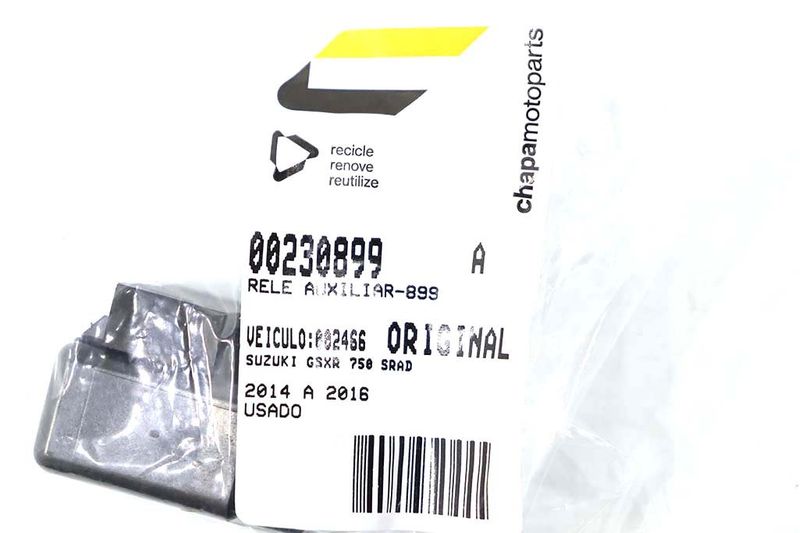 chapamotoparts
recicle
renove
reutilize
00230899 A
RELE AUXILIAR-899
VEICULO:002466 ORIGINAL
SUZUKI GSXR 750 SRAD
2014 A 2016
USADO